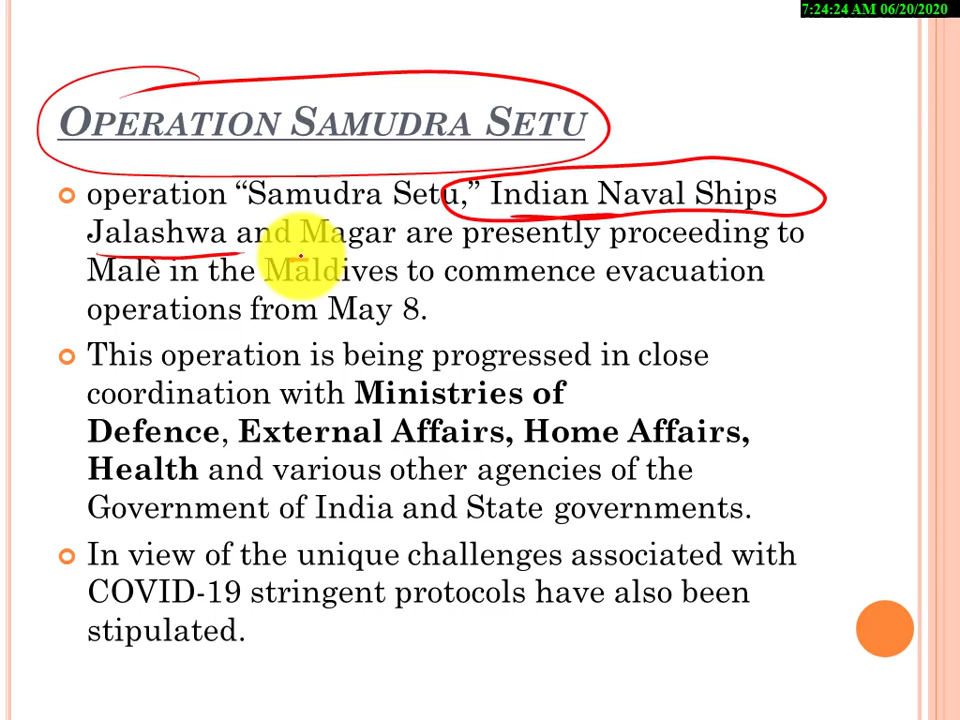 7:24:24 AM 06/20/2020
OPERATION SAMUDRA SETU
operation “Samudra Setu,” Indian Naval Ships
Jalashwa and Magar are presently proceeding to
Malè in the Maldives to commence evacuation
operations from May 8.
This operation is being progressed in close
coordination with Ministries of
Defence, External Affairs, Home Affairs,
Health and various other agencies of the
Government of India and State governments.
In view of the unique challenges associated with
COVID-19 stringent protocols have also been
stipulated.